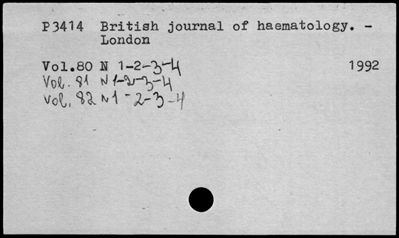 P3414 British journal of haematology. -
London
Vol.80 N 1-2-3-4 1992
Vol. 81 N 1-2-3-4
Vol. 82 N1 - 2-3-4